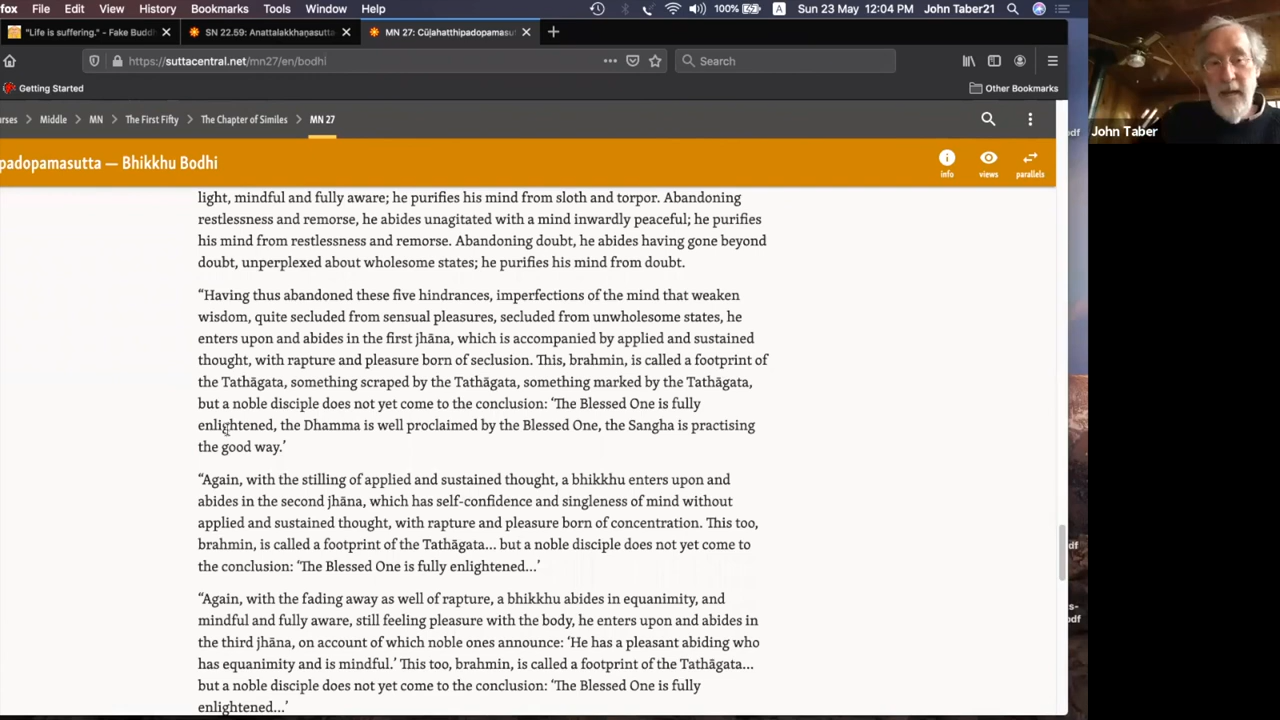 fox File Edit View History Bookmarks Tools Window Help 100% Sun 23 May 12:04 PM John Taber21
"Life is suffering." - Fake Buddh SN 22.59: Anattalakkhaṇasutta MN 27: Cūḷahatthipadopamasut
https://suttacentral.net/mn27/en/bodhi Search
Getting Started Other Bookmarks
urses > Middle > MN > The First Fifty > The Chapter of Similes > MN 27
John Taber
padopamasutta — Bhikkhu Bodhi
info views parallels
light, mindful and fully aware; he purifies his mind from sloth and torpor. Abandoning
restlessness and remorse, he abides unagitated with a mind inwardly peaceful; he purifies
his mind from restlessness and remorse. Abandoning doubt, he abides having gone beyond
doubt, unperplexed about wholesome states; he purifies his mind from doubt.
“Having thus abandoned these five hindrances, imperfections of the mind that weaken
wisdom, quite secluded from sensual pleasures, secluded from unwholesome states, he
enters upon and abides in the first jhāna, which is accompanied by applied and sustained
thought, with rapture and pleasure born of seclusion. This, brahmin, is called a footprint of
the Tathāgata, something scraped by the Tathāgata, something marked by the Tathāgata,
but a noble disciple does not yet come to the conclusion: ‘The Blessed One is fully
enlightened, the Dhamma is well proclaimed by the Blessed One, the Sangha is practising
the good way.’
“Again, with the stilling of applied and sustained thought, a bhikkhu enters upon and
abides in the second jhāna, which has self-confidence and singleness of mind without
applied and sustained thought, with rapture and pleasure born of concentration. This too,
brahmin, is called a footprint of the Tathāgata… but a noble disciple does not yet come to
the conclusion: ‘The Blessed One is fully enlightened…’
“Again, with the fading away as well of rapture, a bhikkhu abides in equanimity, and
mindful and fully aware, still feeling pleasure with the body, he enters upon and abides in
the third jhāna, on account of which noble ones announce: ‘He has a pleasant abiding who
has equanimity and is mindful.’ This too, brahmin, is called a footprint of the Tathāgata…
but a noble disciple does not yet come to the conclusion: ‘The Blessed One is fully
enlightened…’